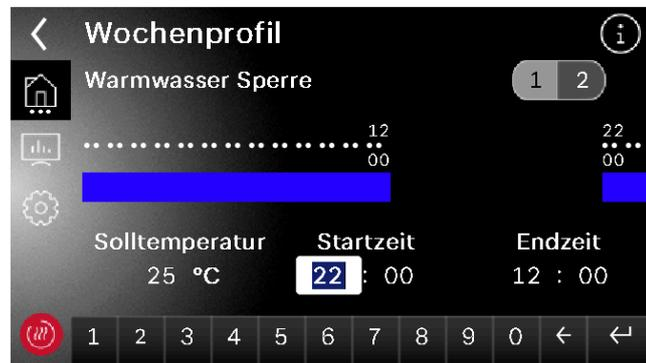 Wochenprofil
i
Warmwasser Sperre
1 2
12 22
00 00
Solltemperatur Startzeit Endzeit
25 °C 22 : 00 12 : 00
1 2 3 4 5 6 7 8 9 0 ← ↵